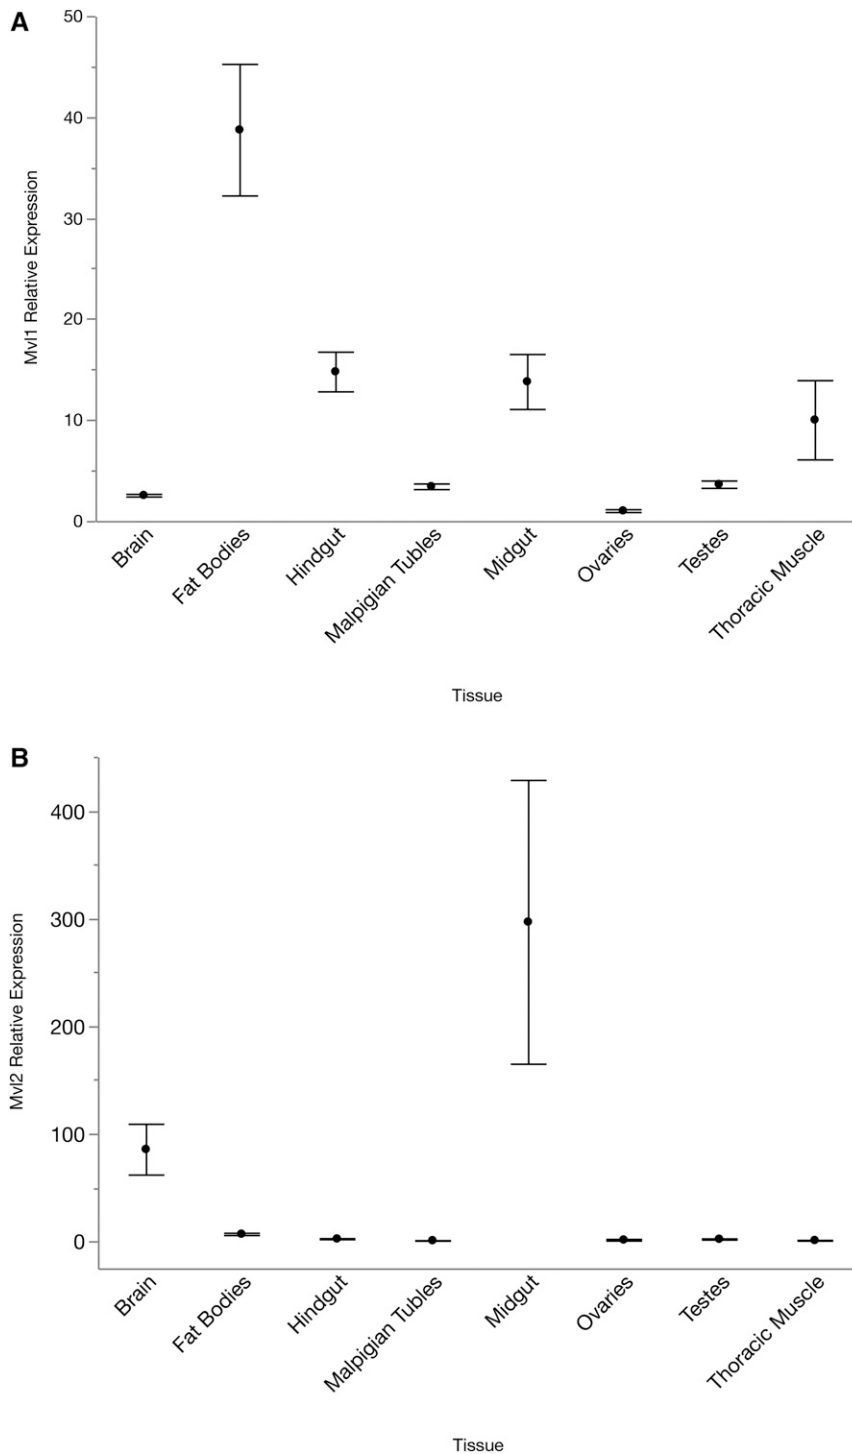 A
50
40
30
20
10
0
Mvl1 Relative Expression
Brain
Fat Bodies
Hindgut
Malpigian Tubles
Midgut
Ovaries
Testes
Thoracic Muscle
Tissue
B
400
300
200
100
0
Mvl2 Relative Expression
Brain
Fat Bodies
Hindgut
Malpigian Tubles
Midgut
Ovaries
Testes
Thoracic Muscle
Tissue